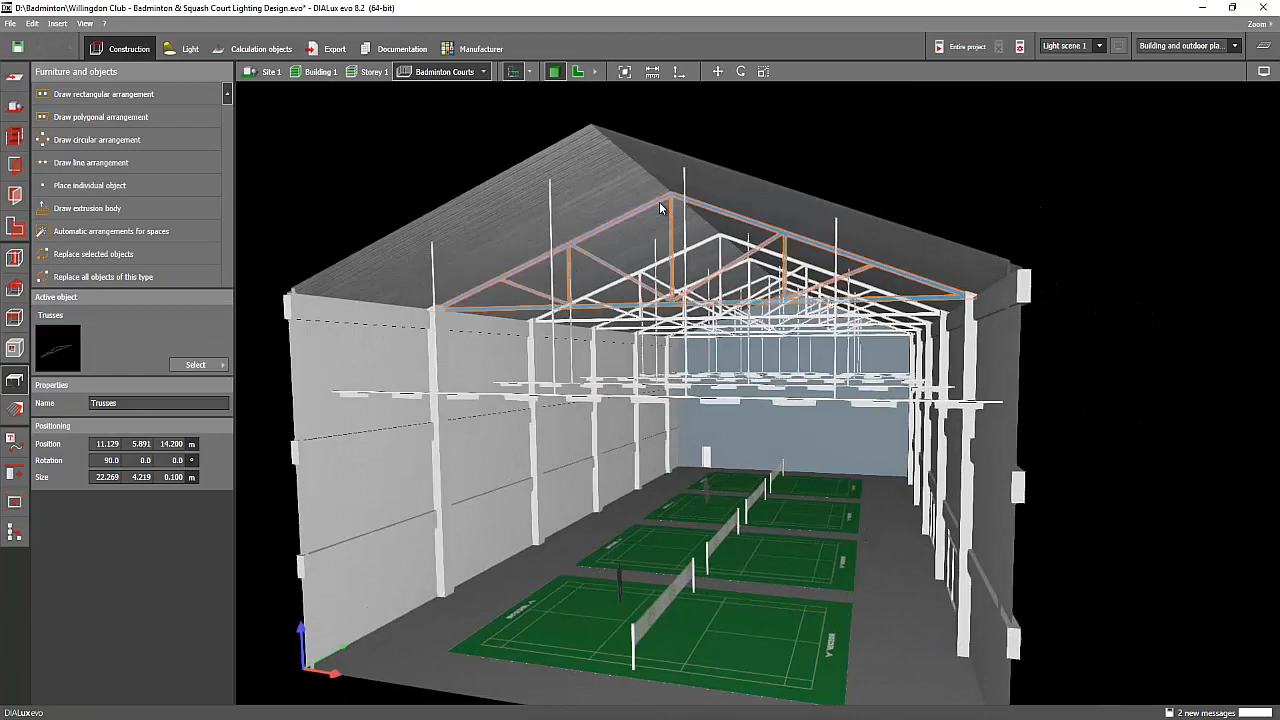 D:\Badminton\Willingdon Club - Badminton & Squash Court Lighting Design.evo* - DIALux evo 8.2 (64-bit)
File Edit Insert View ?
Zoom
Construction Light Calculation objects Export Documentation Manufacturer
Entire project Light scene 1 Building and outdoor pla...
Furniture and objects
Site 1 Building 1 Storey 1 Badminton Courts
Draw rectangular arrangement
Draw polygonal arrangement
Draw circular arrangement
Draw line arrangement
Place individual object
Draw extrusion body
Automatic arrangements for spaces
Replace selected objects
Replace all objects of this type
Active object
Trusses
Select
Properties
Name Trusses
Positioning
Position 11.129 5.891 14.200 m
Rotation 90.0 0.0 0.0 °
Size 22.269 4.219 0.100 m
DIALux evo
2 new messages